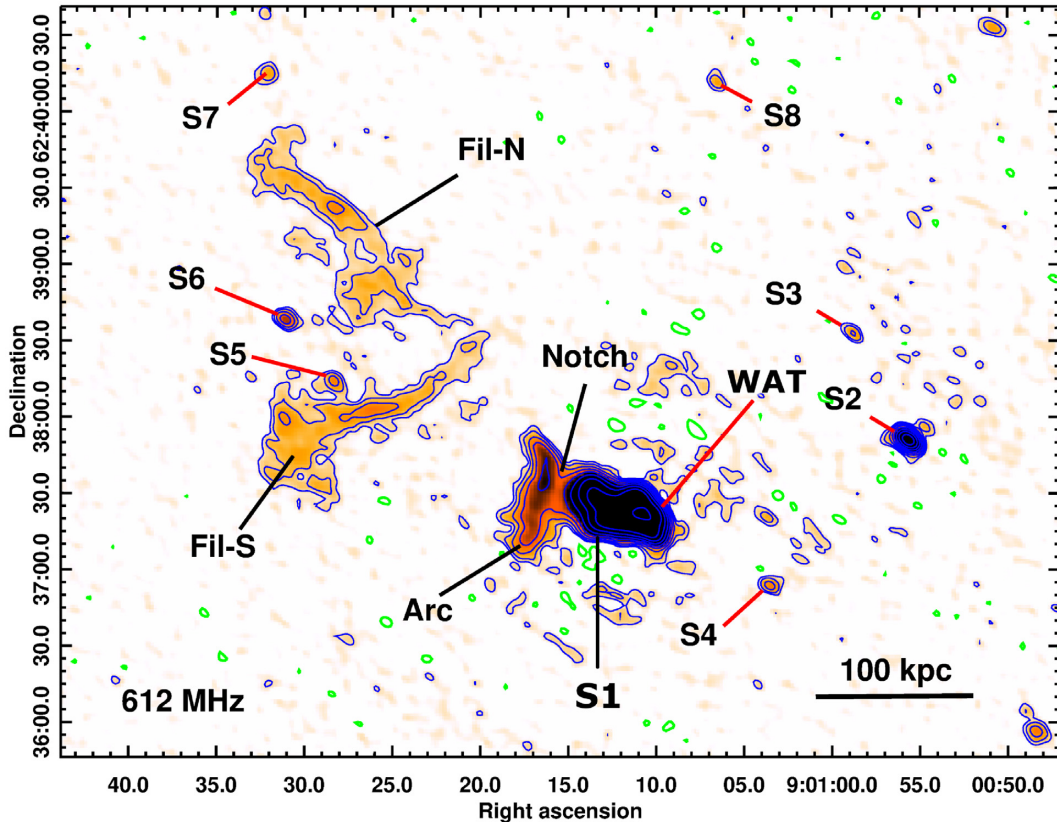 S7
S8
Fil-N
S6
S3
S5
Notch
WAT
S2
Fil-S
Arc
S4
S1
100 kpc
612 MHz
Declination
30.0
62:40:00.0
30.0
39:00.0
30.0
38:00.0
30.0
37:00.0
30.0
36:00.0
40.0 35.0 30.0 25.0 20.0 15.0 10.0 05.0 9:01:00.0 55.0 00:50.0
Right ascension